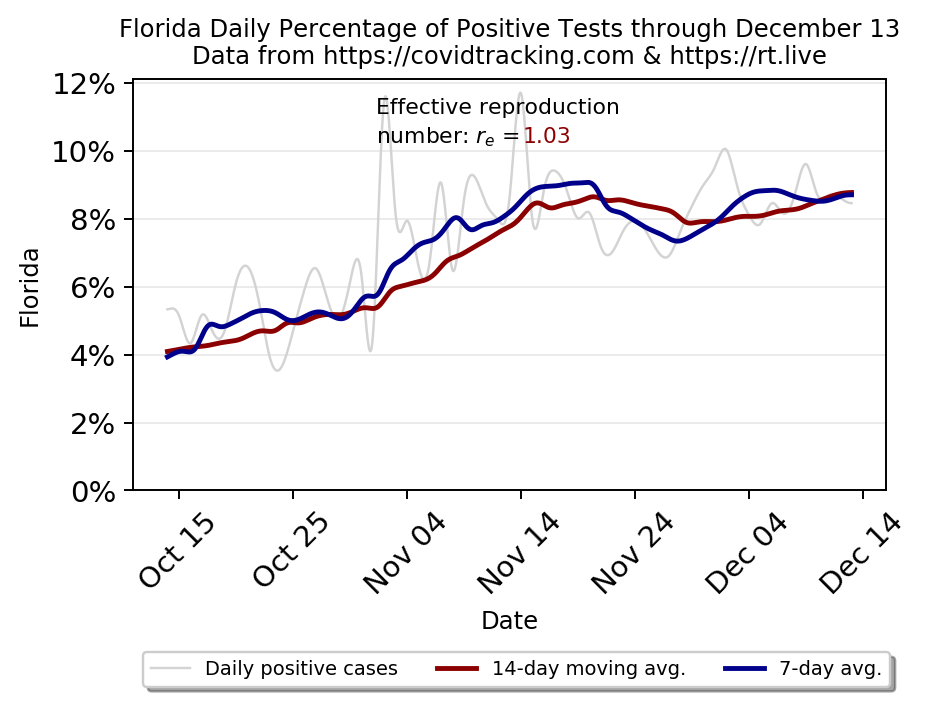 Florida Daily Percentage of Positive Tests through December 13
Data from https://covidtracking.com & https://rt.live
12%
10%
8%
6%
4%
2%
0%
Florida
Effective reproduction
number: rₑ =1.03
Oct 15
Oct 25
Nov 04
Nov 14
Nov 24
Dec 04
Dec 14
Date
Daily positive cases
14-day moving avg.
7-day avg.